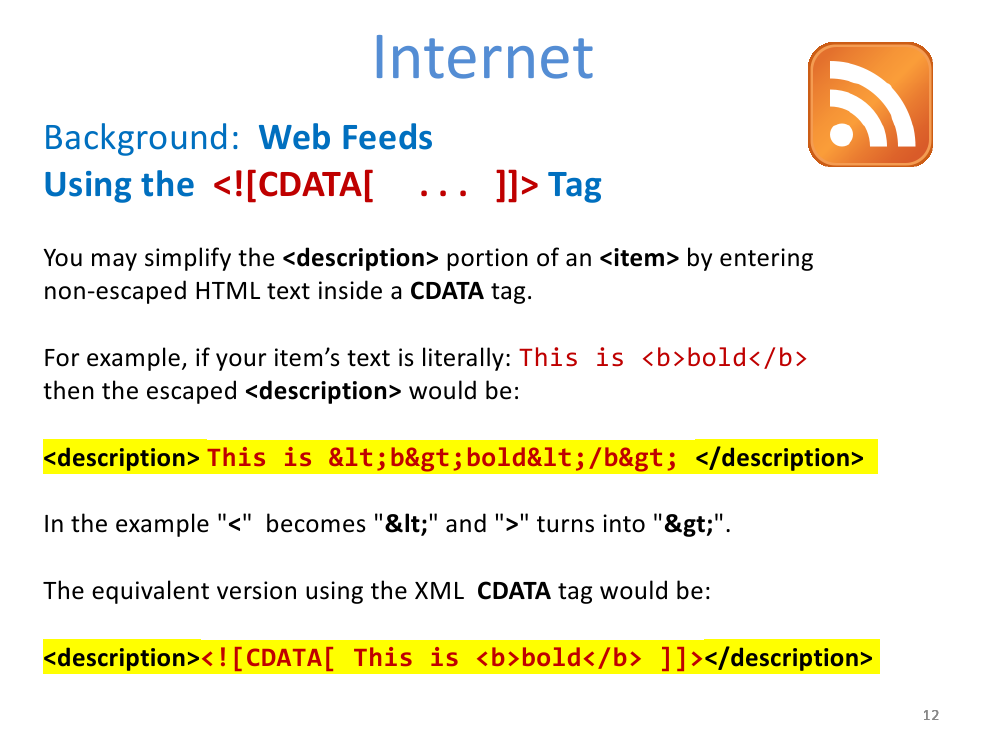 Internet
Background:  Web Feeds
Using the  <![CDATA[    . . .   ]]> Tag
You may simplify the <description> portion of an <item> by entering
non-escaped HTML text inside a CDATA tag.
For example, if your item’s text is literally: This is <b>bold</b>
then the escaped <description> would be:
<description> This is &lt;b&gt;bold&lt;/b&gt; </description>
In the example "<"  becomes "&lt;" and ">" turns into "&gt;".
The equivalent version using the XML  CDATA tag would be:
<description><![CDATA[ This is <b>bold</b> ]]></description>
12